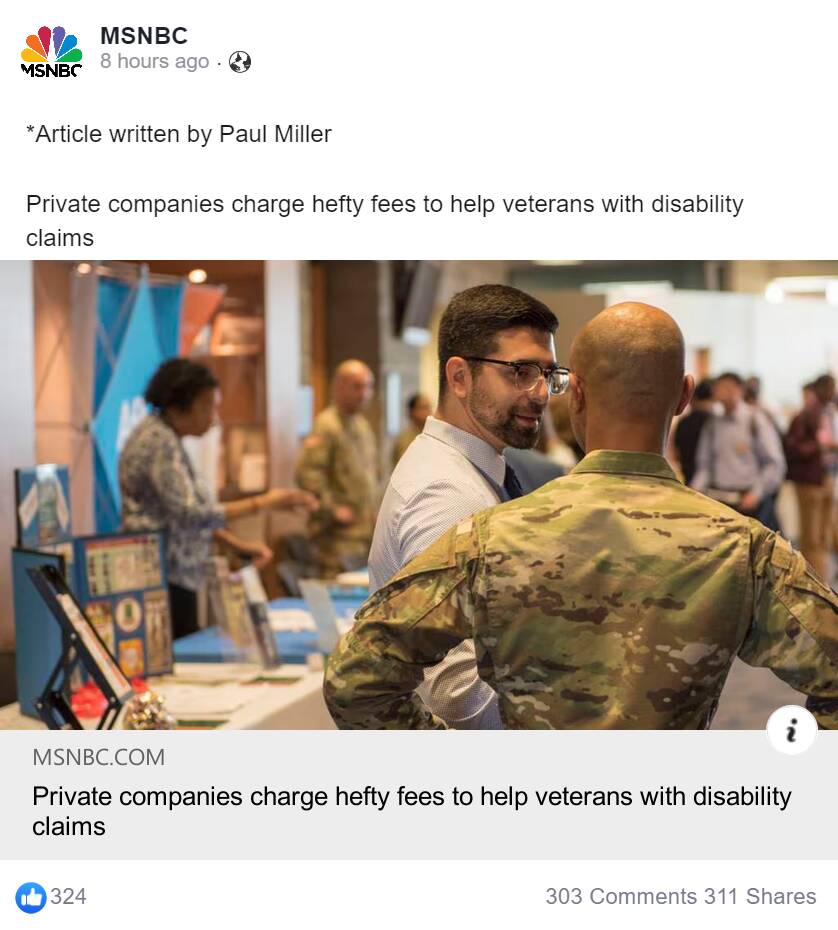 MSNBC
MSNBC
8 hours ago ·
*Article written by Paul Miller
Private companies charge hefty fees to help veterans with disability
claims
i
MSNBC.COM
Private companies charge hefty fees to help veterans with disability
claims
324
303 Comments 311 Shares